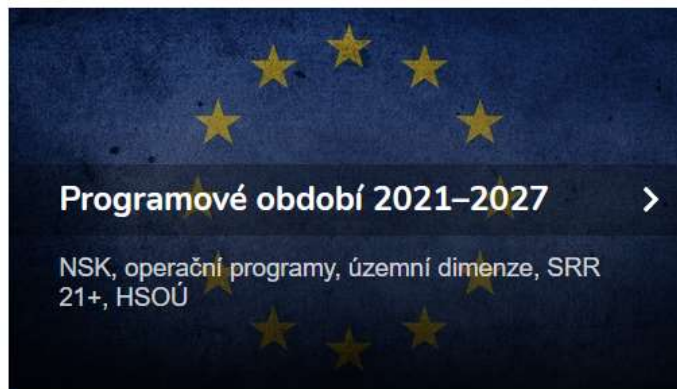 Programové období 2021–2027
NSK, operační programy, územní dimenze, SRR
21+, HSOÚ